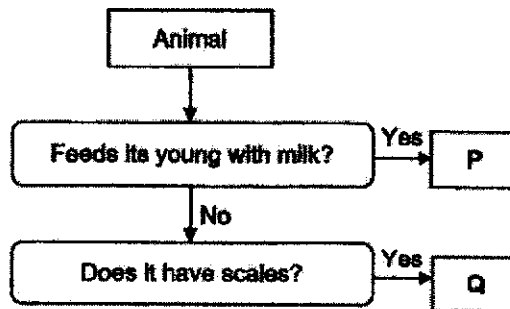 Animal
Feeds its young with milk?
Yes
P
No
Does it have scales?
Yes
Q